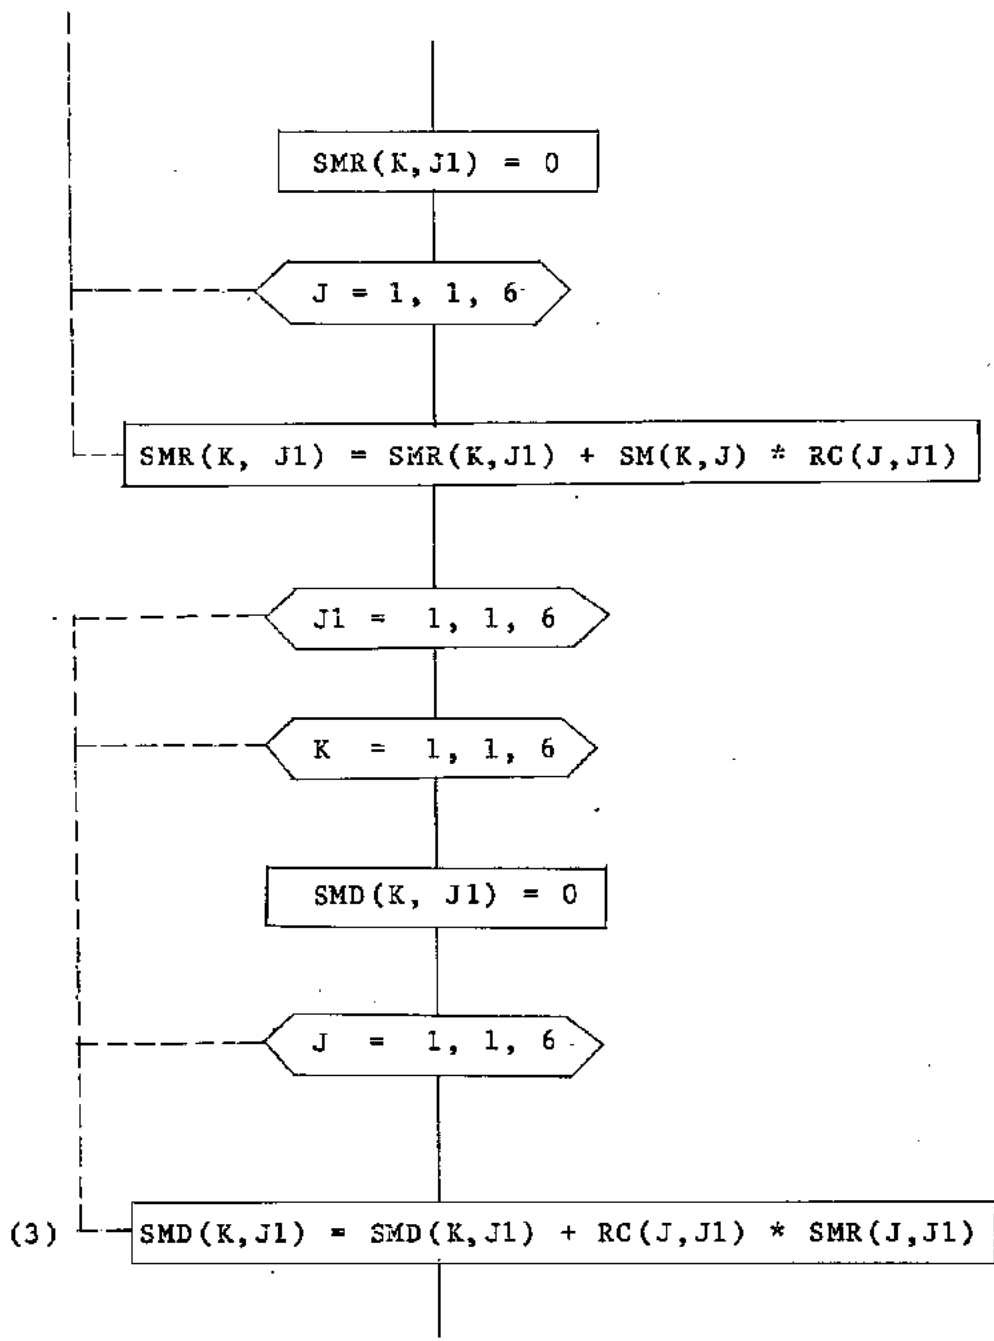 SMR(K,J1) = 0
J = 1, 1, 6
SMR(K, J1) = SMR(K,J1) + SM(K,J) * RC(J,J1)
J1 = 1, 1, 6
K = 1, 1, 6
SMD(K, J1) = 0
J = 1, 1, 6
(3) SMD(K,J1) = SMD(K,J1) + RC(J,J1) * SMR(J,J1)